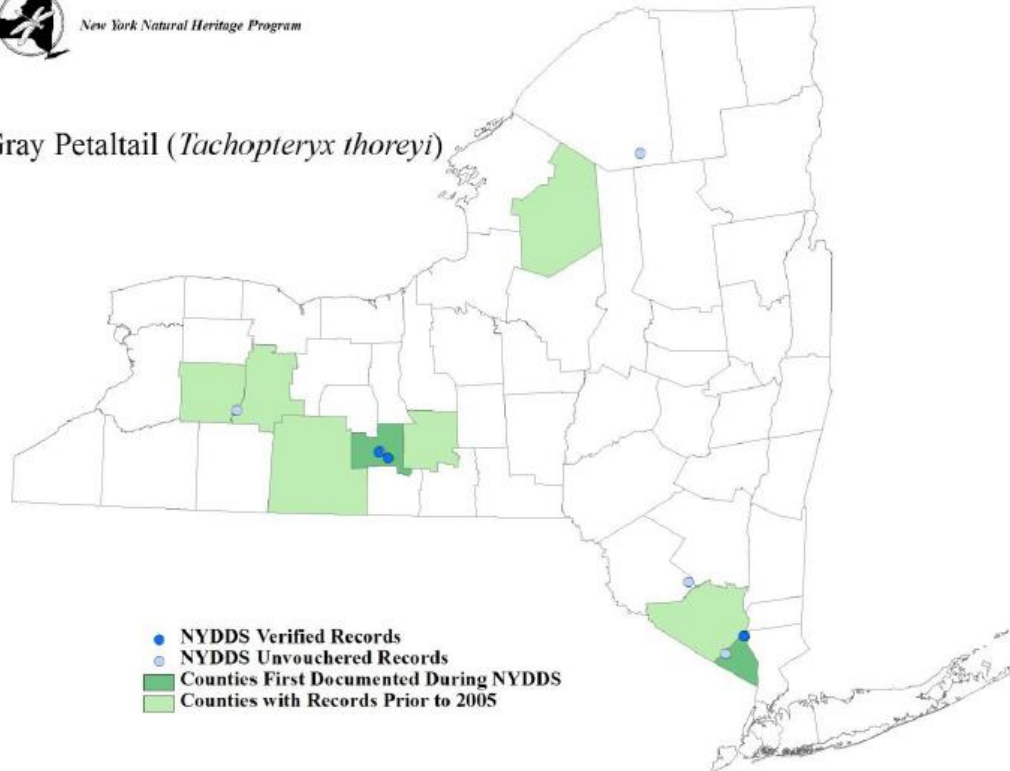 New York Natural Heritage Program
Gray Petaltail (Tachopteryx thoreyi)
NYDDS Verified Records
NYDDS Unvouchered Records
Counties First Documented During NYDDS
Counties with Records Prior to 2005